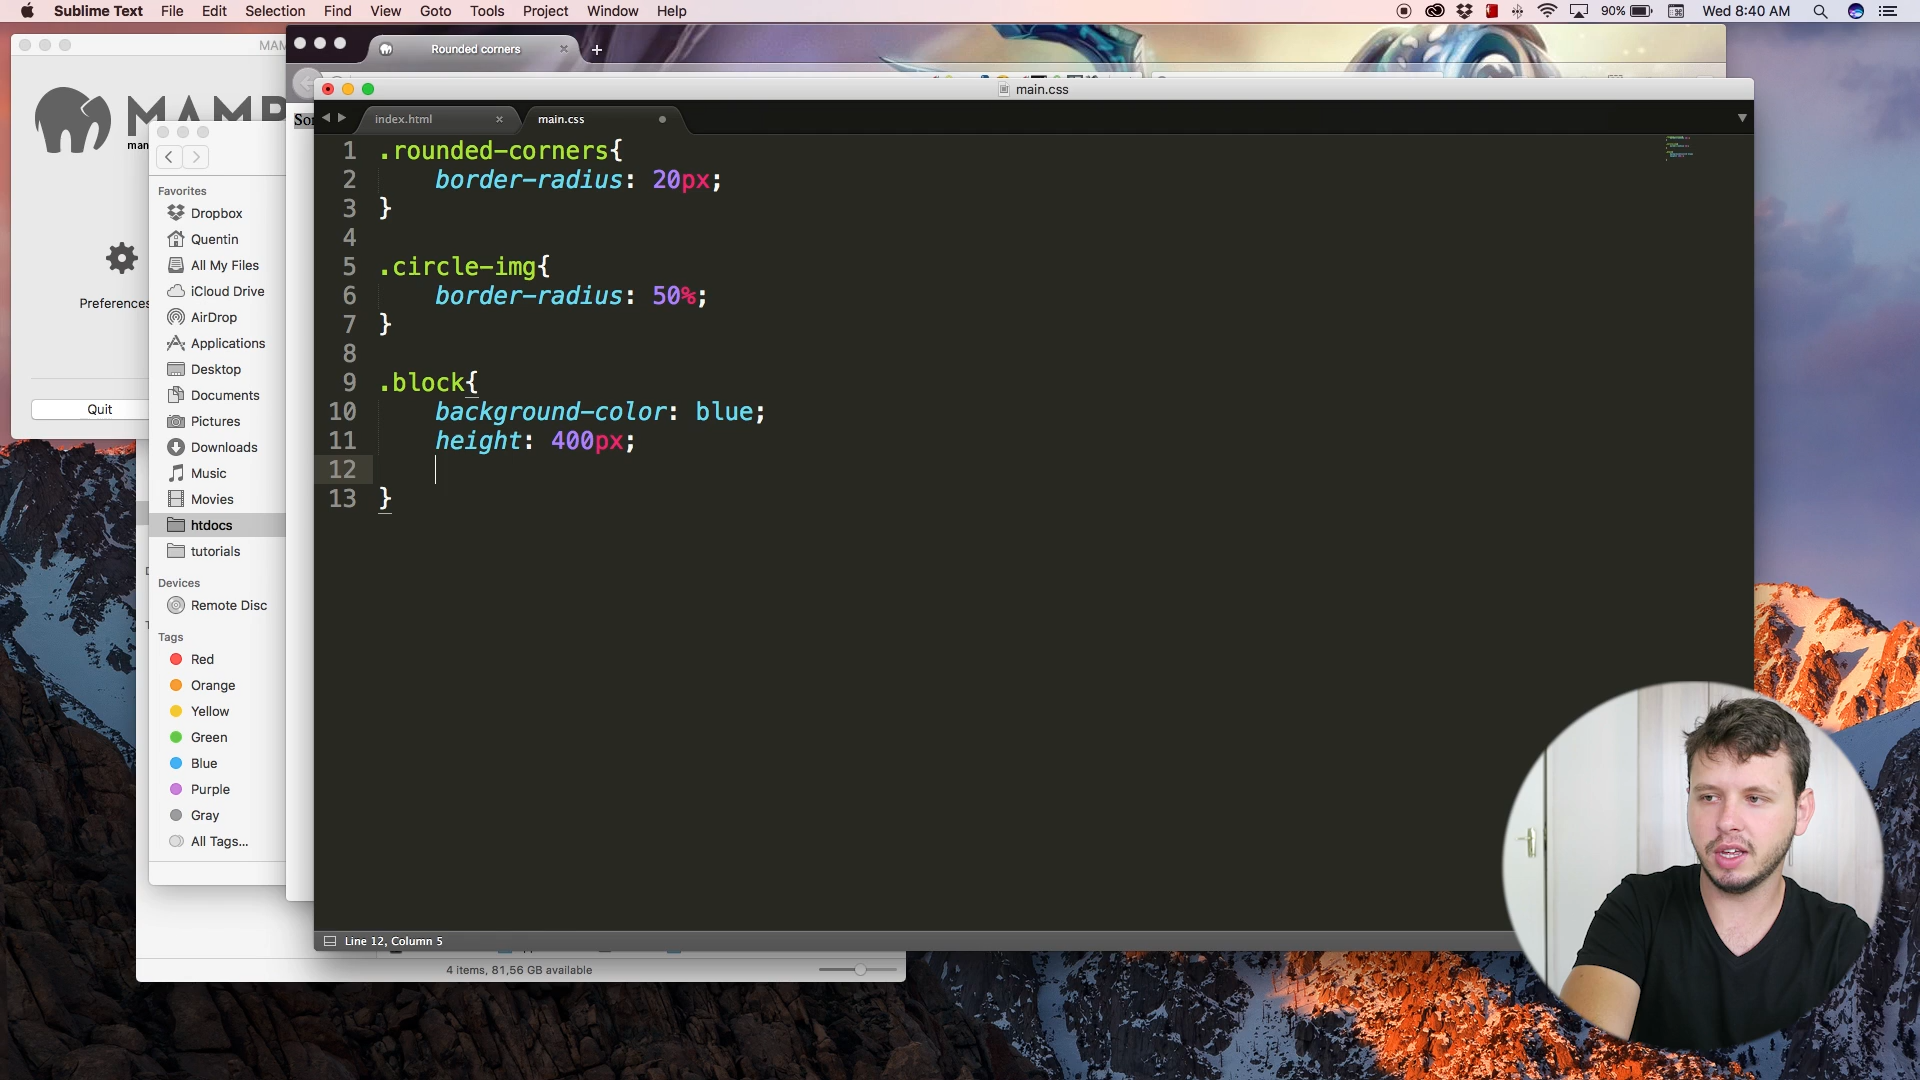 Sublime Text File Edit Selection Find View Goto Tools Project Window Help
90% Wed 8:40 AM
Rounded corners
main.css
index.html main.css
1 .rounded-corners{
2 border-radius: 20px;
3 }
4
5 .circle-img{
6 border-radius: 50%;
7 }
8
9 .block{
10 background-color: blue;
11 height: 400px;
12
13 }
Line 12, Column 5
MAMP
Preferences
Quit
Favorites
Dropbox
Quentin
All My Files
iCloud Drive
AirDrop
Applications
Desktop
Documents
Pictures
Downloads
Music
Movies
htdocs
tutorials
Devices
Remote Disc
Tags
Red
Orange
Yellow
Green
Blue
Purple
Gray
All Tags...
4 items, 81,56 GB available